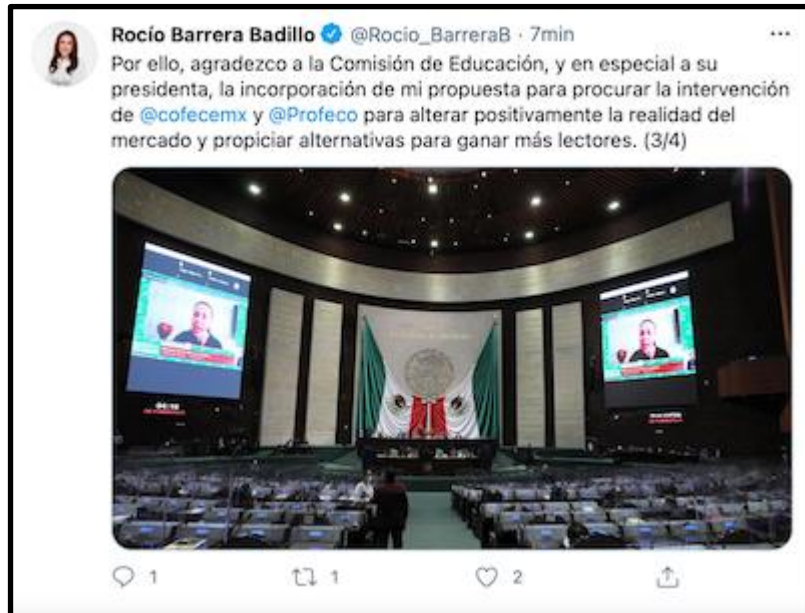 Rocío Barrera Badillo @Rocio_BarreraB · 7min
Por ello, agradezco a la Comisión de Educación, y en especial a su
presidenta, la incorporación de mi propuesta para procurar la intervención
de @cofecemx y @Profeco para alterar positivamente la realidad del
mercado y propiciar alternativas para ganar más lectores. (3/4)
1
1
2